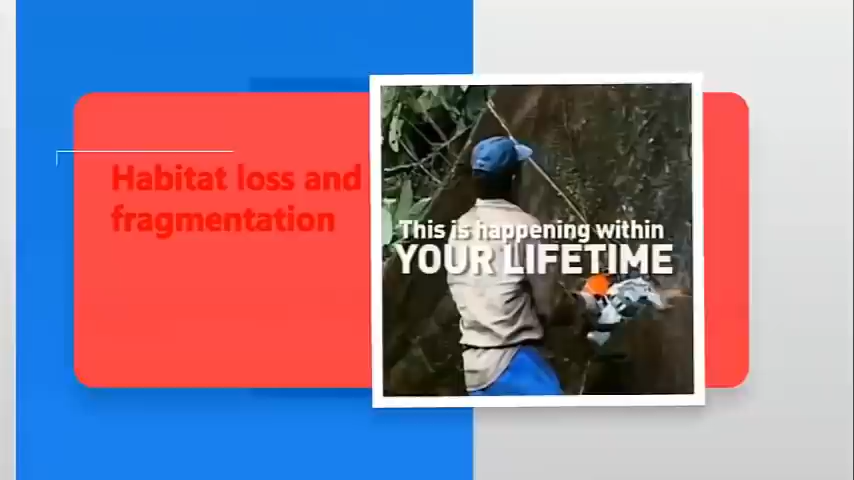 Habitat loss and
fragmentation
This is happening within
YOUR LIFETIME